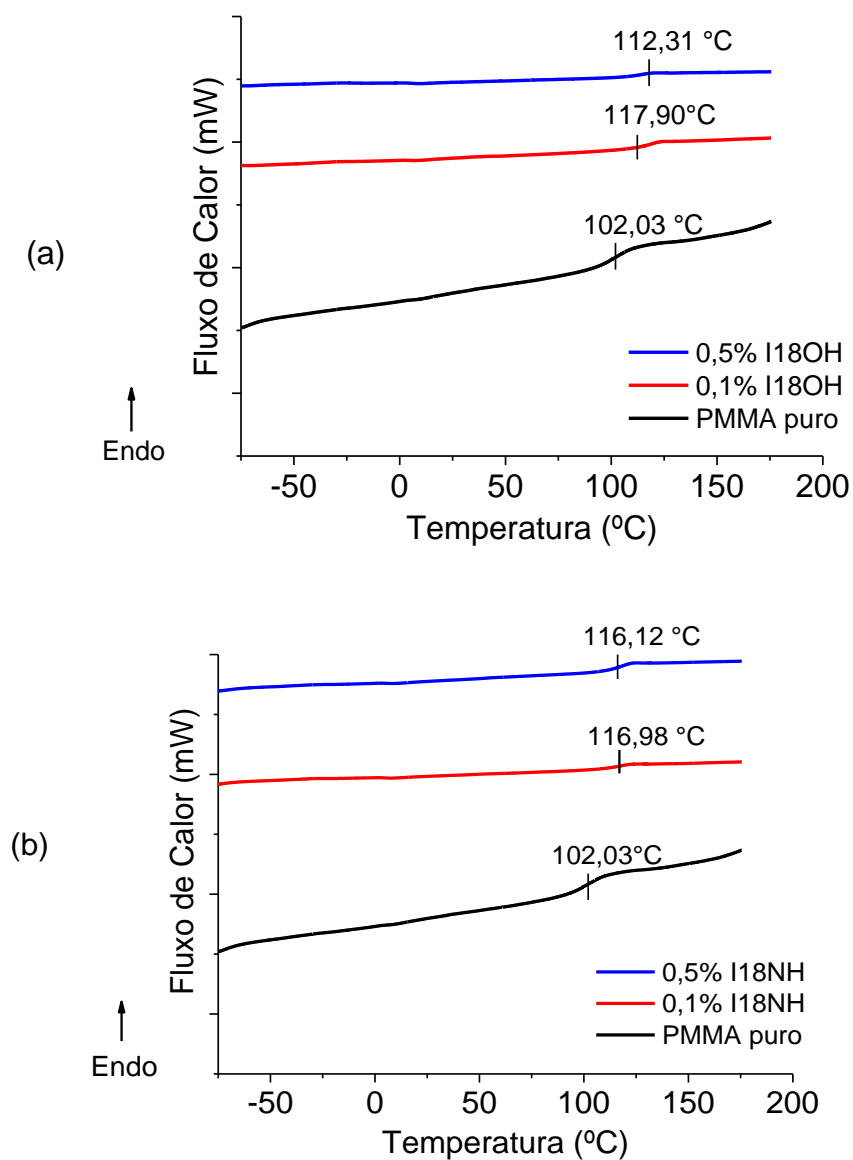 112,31 °C
117,90°C
102,03 °C
Fluxo de Calor (mW)
(a)
0,5% I18OH
0,1% I18OH
PMMA puro
Endo
-50 0 50 100 150 200
Temperatura (ºC)
116,12 °C
116,98 °C
102,03°C
Fluxo de Calor (mW)
(b)
0,5% I18NH
0,1% I18NH
PMMA puro
Endo
-50 0 50 100 150 200
Temperatura (ºC)